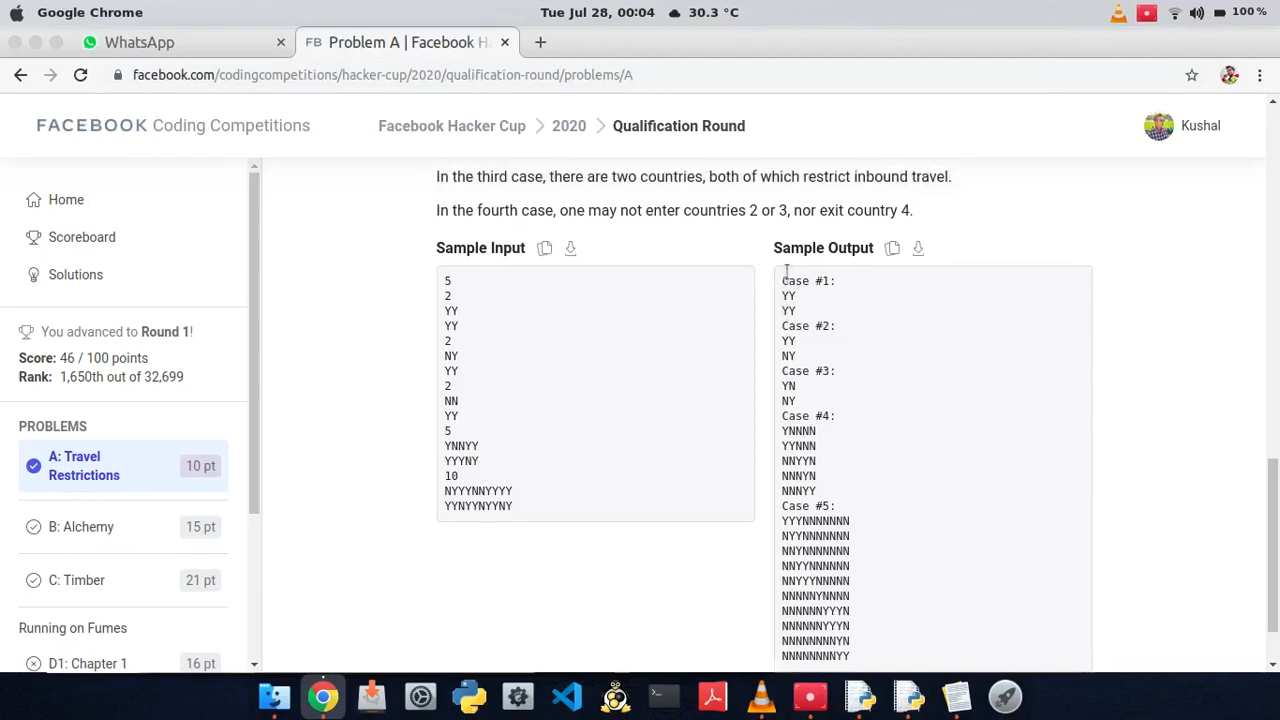 Google Chrome
Tue Jul 28, 00:04
30.3 °C
100 %
WhatsApp
FB Problem A | Facebook H
facebook.com/codingcompetitions/hacker-cup/2020/qualification-round/problems/A
FACEBOOK Coding Competitions
Facebook Hacker Cup
2020
Qualification Round
Kushal
Home
Scoreboard
Solutions
You advanced to Round 1!
Score: 46 / 100 points
Rank: 1,650th out of 32,699
PROBLEMS
A: Travel
Restrictions
10 pt
B: Alchemy
15 pt
C: Timber
21 pt
Running on Fumes
D1: Chapter 1
16 pt
In the third case, there are two countries, both of which restrict inbound travel.
In the fourth case, one may not enter countries 2 or 3, nor exit country 4.
Sample Input
5
2
YY
YY
2
NY
YY
2
NN
YY
5
YNNYY
YYYNY
10
NYYYNNYYYY
YYNYYNYYNY
Sample Output
Case #1:
YY
YY
Case #2:
YY
NY
Case #3:
YN
NY
Case #4:
YNNNN
YYNNN
NNYYN
NNNYN
NNNYY
Case #5:
YYYNNNNNNN
NYYNNNNNNN
NNYNNNNNNN
NNYYNNNNNN
NNYYYNNNNN
NNNNNYNNNN
NNNNNNYYYN
NNNNNNYYYN
NNNNNNNNYN
NNNNNNNNYY